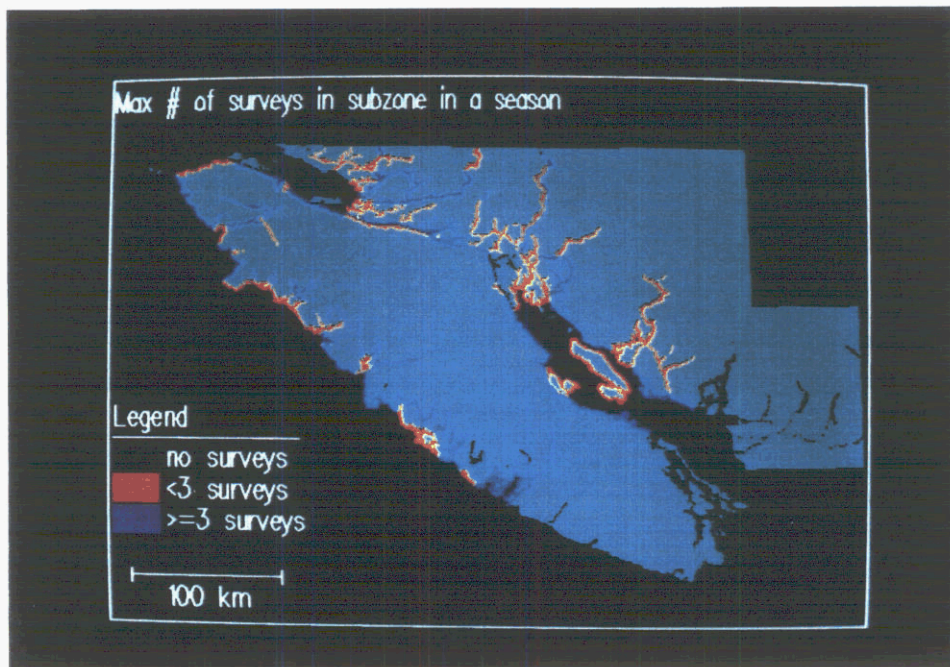 Max # of surveys in subzone in a season
Legend
no surveys
<3 surveys
>=3 surveys
100 km